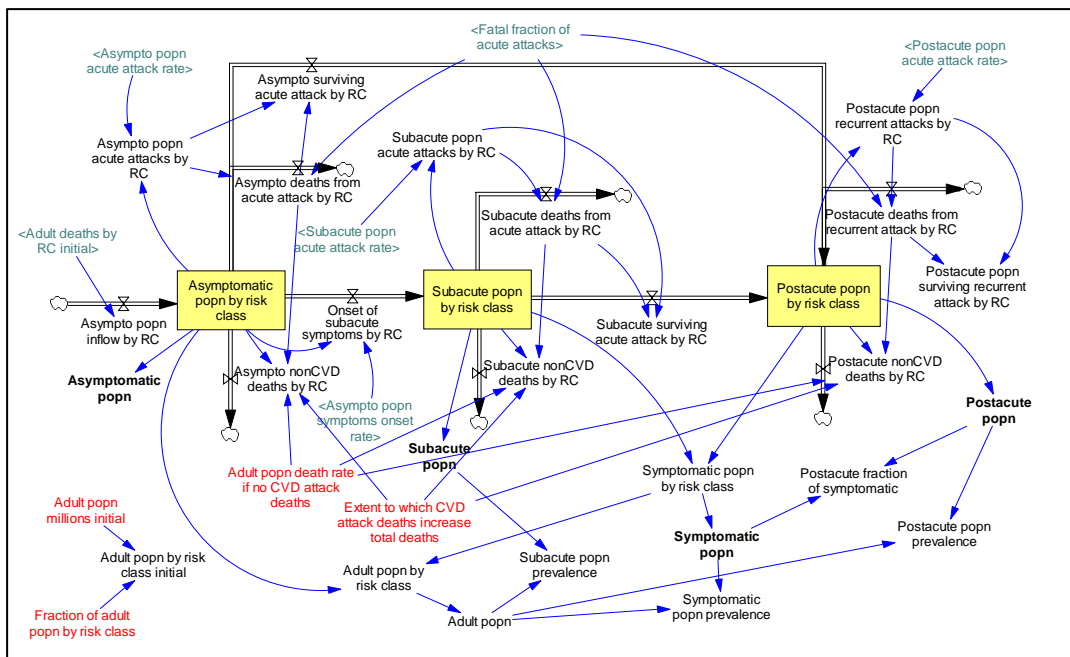 <Fatal fraction of
acute attacks>
<Asympto popn
acute attack rate>
<Postacute popn
acute attack rate>
Asympto surviving
acute attack by RC
Asympto popn
acute attacks by
RC
Subacute popn
acute attacks by RC
Postacute popn
recurrent attacks by
RC
Asympto deaths from
acute attack by RC
Subacute deaths from
acute attack by RC
Postacute deaths from
recurrent attack by RC
<Adult deaths by
RC initial>
<Subacute popn
acute attack rate>
Postacute popn
surviving recurrent
attack by RC
Asymptomatic
popn by risk
class
Subacute popn
by risk class
Postacute popn
by risk class
Asympto popn
inflow by RC
Onset of
subacute
symptoms by RC
Subacute surviving
acute attack by RC
Asymptomatic
popn
Asympto nonCVD
deaths by RC
Subacute nonCVD
deaths by RC
Postacute nonCVD
deaths by RC
<Asympto popn
symptoms onset
rate>
Postacute
popn
Subacute
popn
Adult popn death rate
if no CVD attack
deaths
Symptomatic popn
by risk class
Postacute fraction
of symptomatic
Adult popn
millions initial
Extent to which CVD
attack deaths increase
total deaths
Postacute popn
prevalence
Symptomatic
popn
Adult popn by risk
class initial
Adult popn by
risk class
Subacute popn
prevalence
Fraction of adult
popn by risk class
Adult popn
Symptomatic
popn prevalence